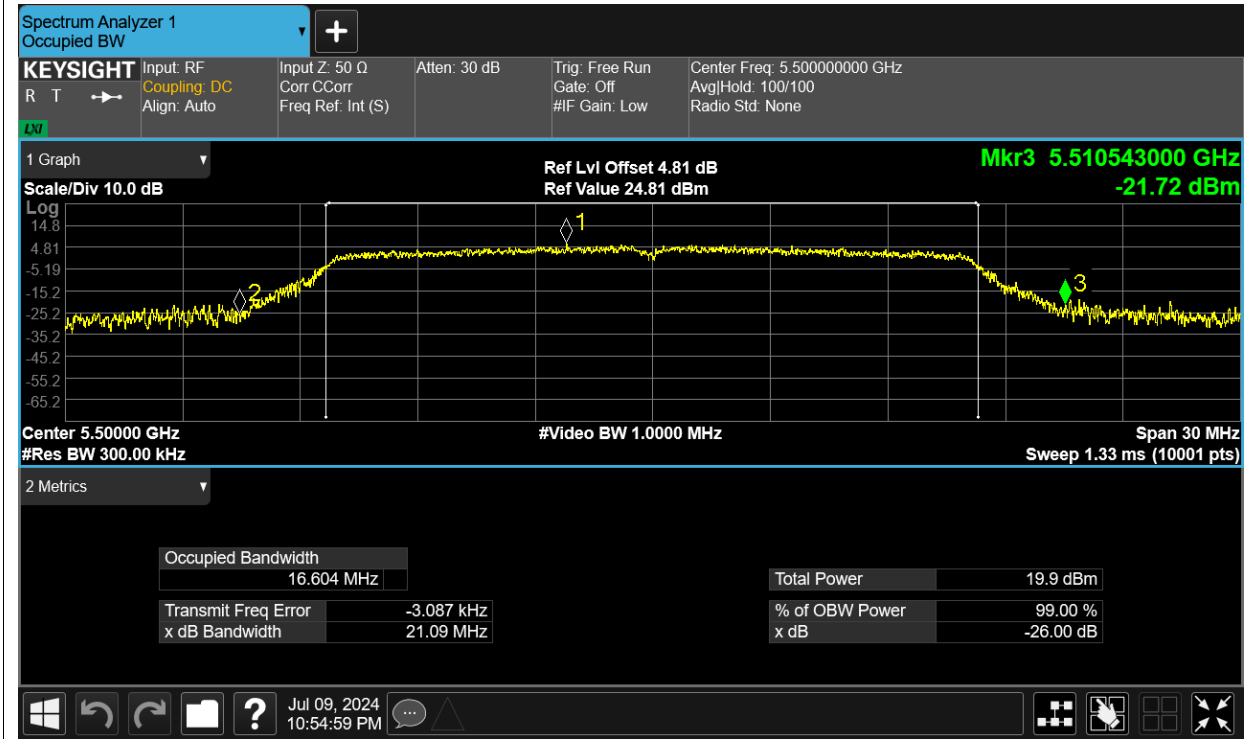 Spectrum Analyzer 1
Occupied BW
KEYSIGHT Input: RF Input Z: 50 Ω Atten: 30 dB Trig: Free Run Center Freq: 5.500000000 GHz
R T Coupling: DC Corr CCorr Gate: Off Avg|Hold: 100/100
Align: Auto Freq Ref: Int (S) #IF Gain: Low Radio Std: None
LXI
1 Graph Ref Lvl Offset 4.81 dB Mkr3 5.510543000 GHz
Scale/Div 10.0 dB Ref Value 24.81 dBm -21.72 dBm
Log
14.8
4.81
-5.19
-15.2
-25.2
-35.2
-45.2
-55.2
-65.2
1
2
3
Center 5.50000 GHz #Video BW 1.0000 MHz Span 30 MHz
#Res BW 300.00 kHz Sweep 1.33 ms (10001 pts)
2 Metrics
Occupied Bandwidth
16.604 MHz Total Power 19.9 dBm
Transmit Freq Error -3.087 kHz % of OBW Power 99.00 %
x dB Bandwidth 21.09 MHz x dB -26.00 dB
? Jul 09, 2024
10:54:59 PM